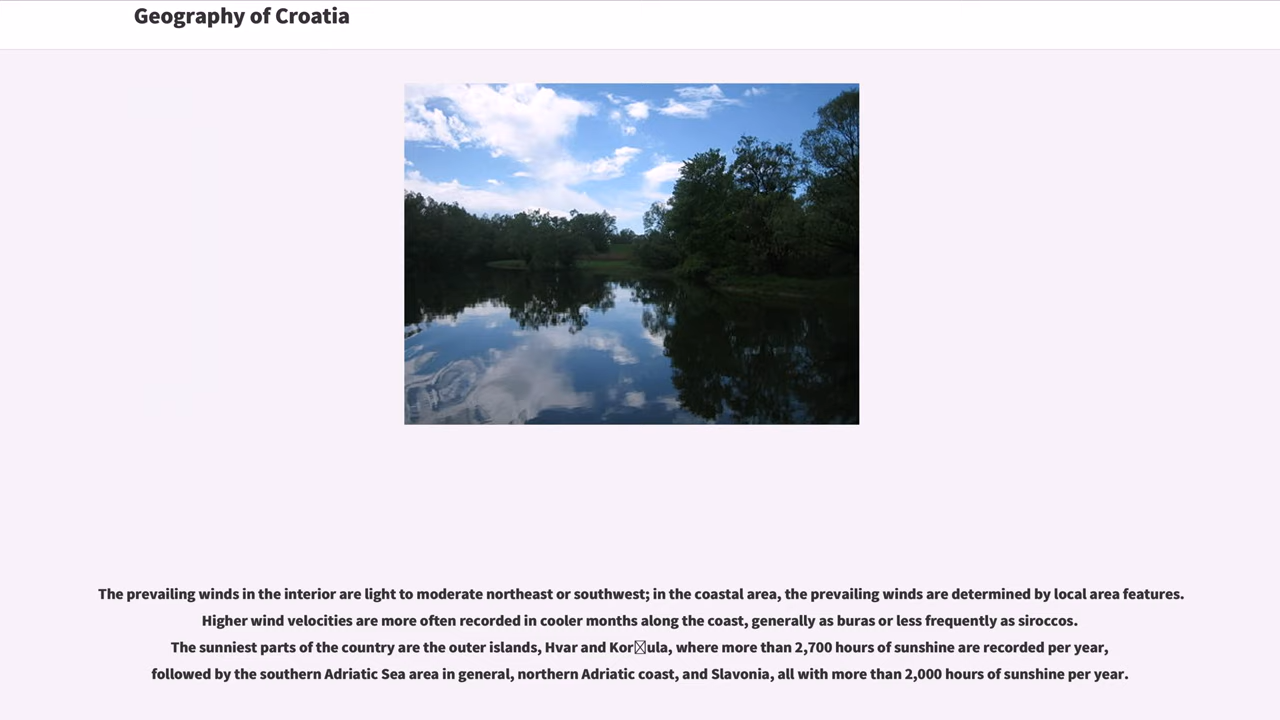 Geography of Croatia
The prevailing winds in the interior are light to moderate northeast or southwest; in the coastal area, the prevailing winds are determined by local area features.
Higher wind velocities are more often recorded in cooler months along the coast, generally as buras or less frequently as siroccos.
The sunniest parts of the country are the outer islands, Hvar and Kor☒ula, where more than 2,700 hours of sunshine are recorded per year,
followed by the southern Adriatic Sea area in general, northern Adriatic coast, and Slavonia, all with more than 2,000 hours of sunshine per year.